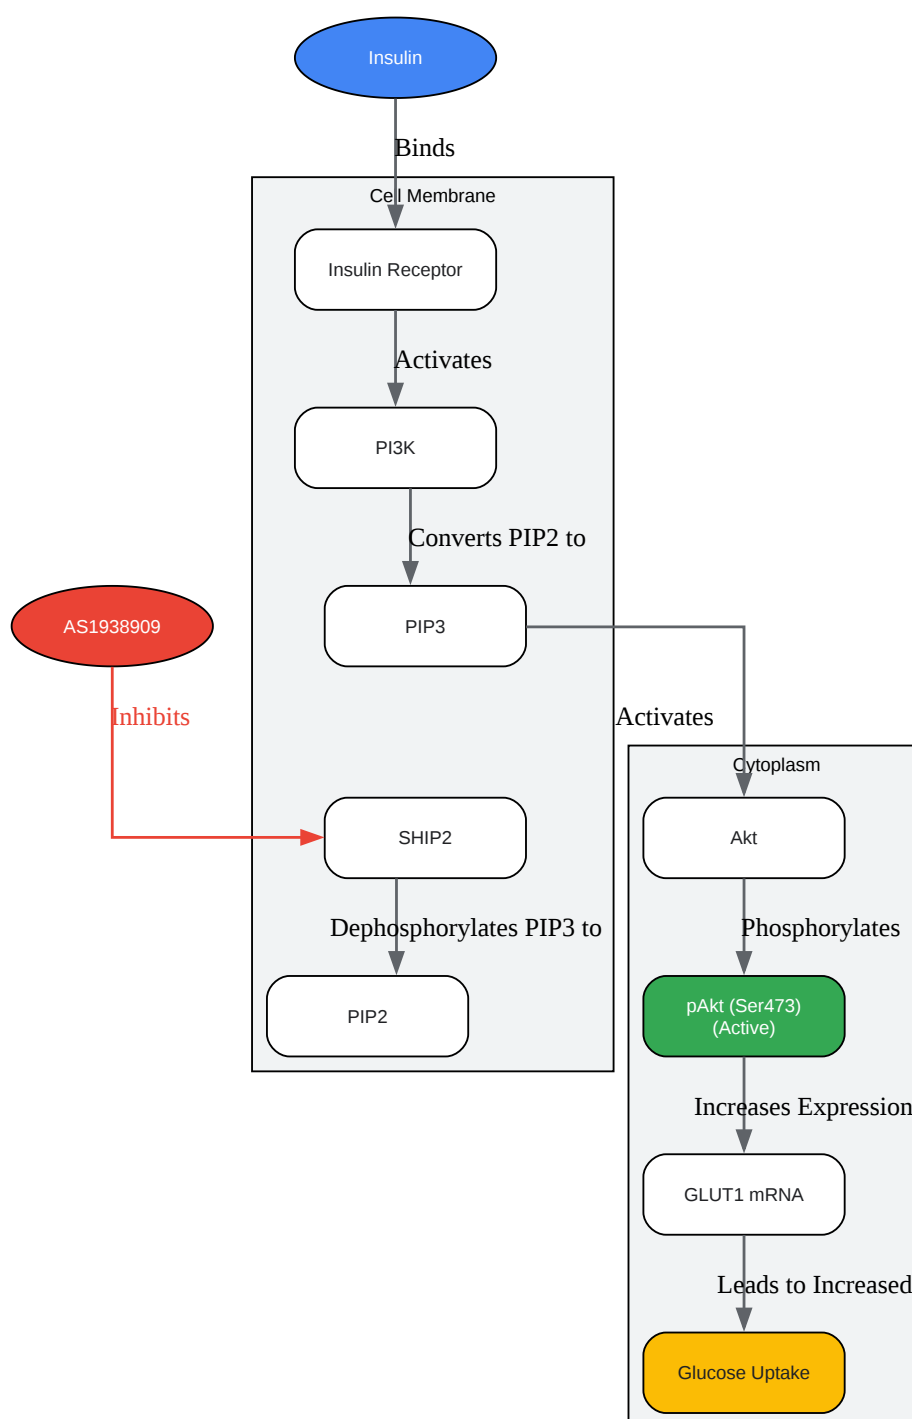 Insulin
Binds
Cell Membrane
Insulin Receptor
Activates
PI3K
Converts PIP2 to
PIP3
AS1938909
Inhibits
Activates
Cytoplasm
SHIP2
Akt
Dephosphorylates PIP3 to
Phosphorylates
PIP2
pAkt (Ser473)
(Active)
Increases Expression
GLUT1 mRNA
Leads to Increased
Glucose Uptake